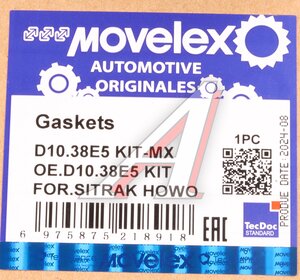 MOVELEX
AUTOMOTIVE
ORIGINALES
Gaskets
D10.38E5 KIT-MX
OE.D10.38E5 KIT
FOR.SITRAK HOWO
1PC
PRODUE DATE 2024-08
6 975875 218918
EAC
TecDoc
STANDARD